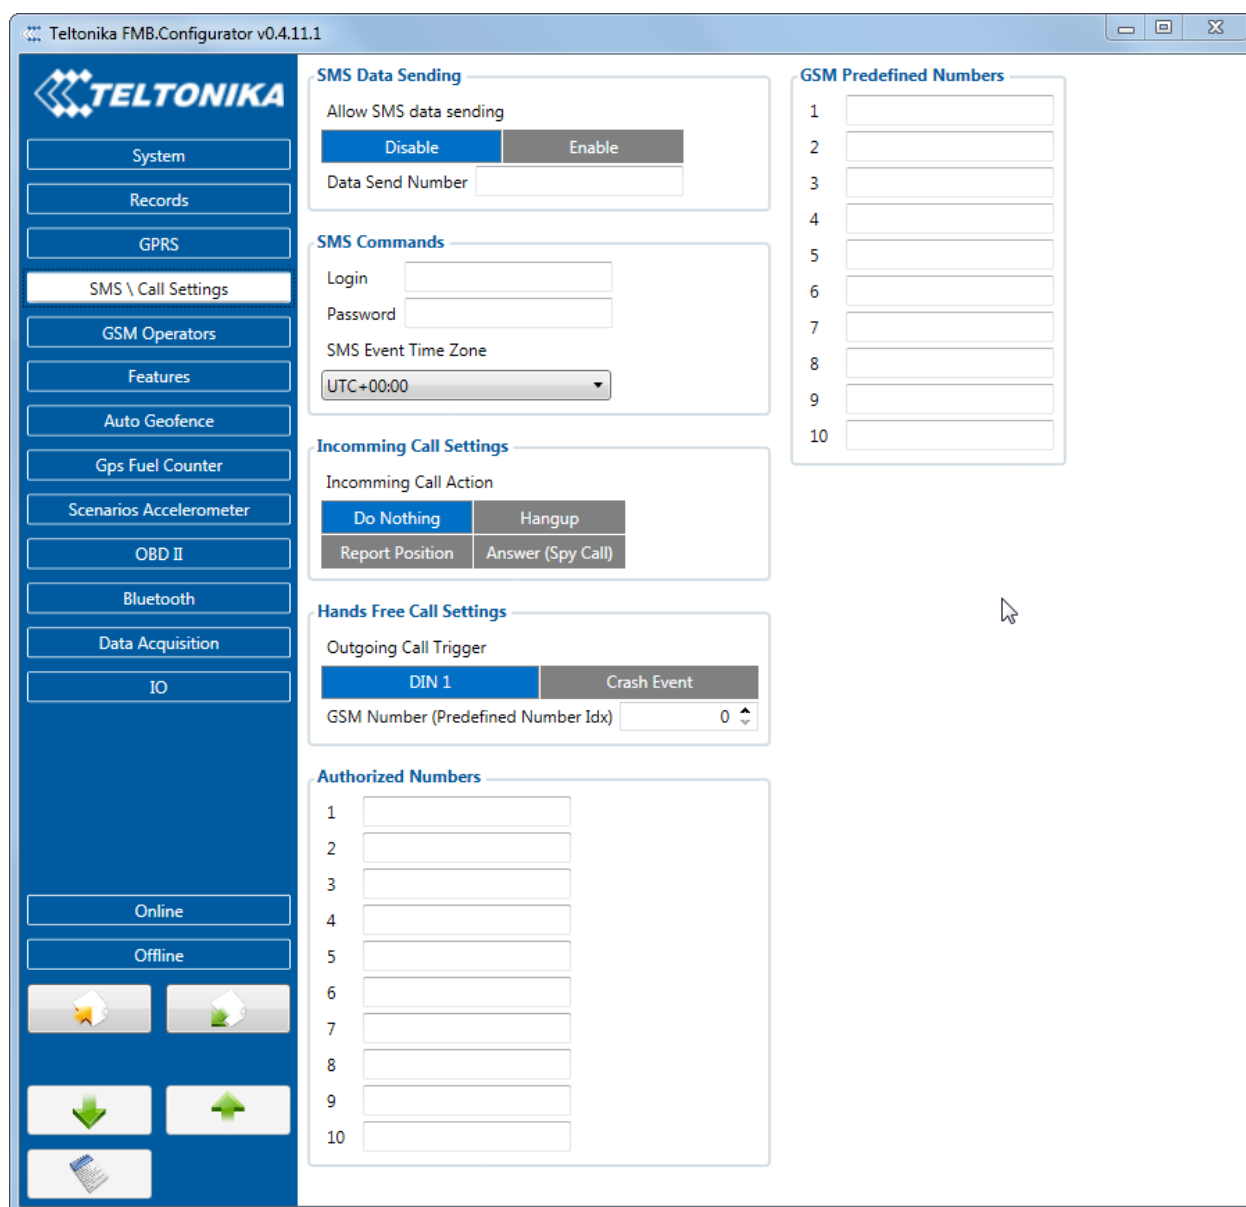 Teltonika FMB.Configurator v0.4.11.1
TELTONIKA
System
Records
GPRS
SMS \ Call Settings
GSM Operators
Features
Auto Geofence
Gps Fuel Counter
Scenarios Accelerometer
OBD II
Bluetooth
Data Acquisition
IO
Online
Offline
SMS Data Sending
Allow SMS data sending
Disable Enable
Data Send Number
SMS Commands
Login
Password
SMS Event Time Zone
UTC+00:00
Incomming Call Settings
Incomming Call Action
Do Nothing Hangup
Report Position Answer (Spy Call)
Hands Free Call Settings
Outgoing Call Trigger
DIN 1 Crash Event
GSM Number (Predefined Number Idx) 0
Authorized Numbers
1
2
3
4
5
6
7
8
9
10
GSM Predefined Numbers
1
2
3
4
5
6
7
8
9
10